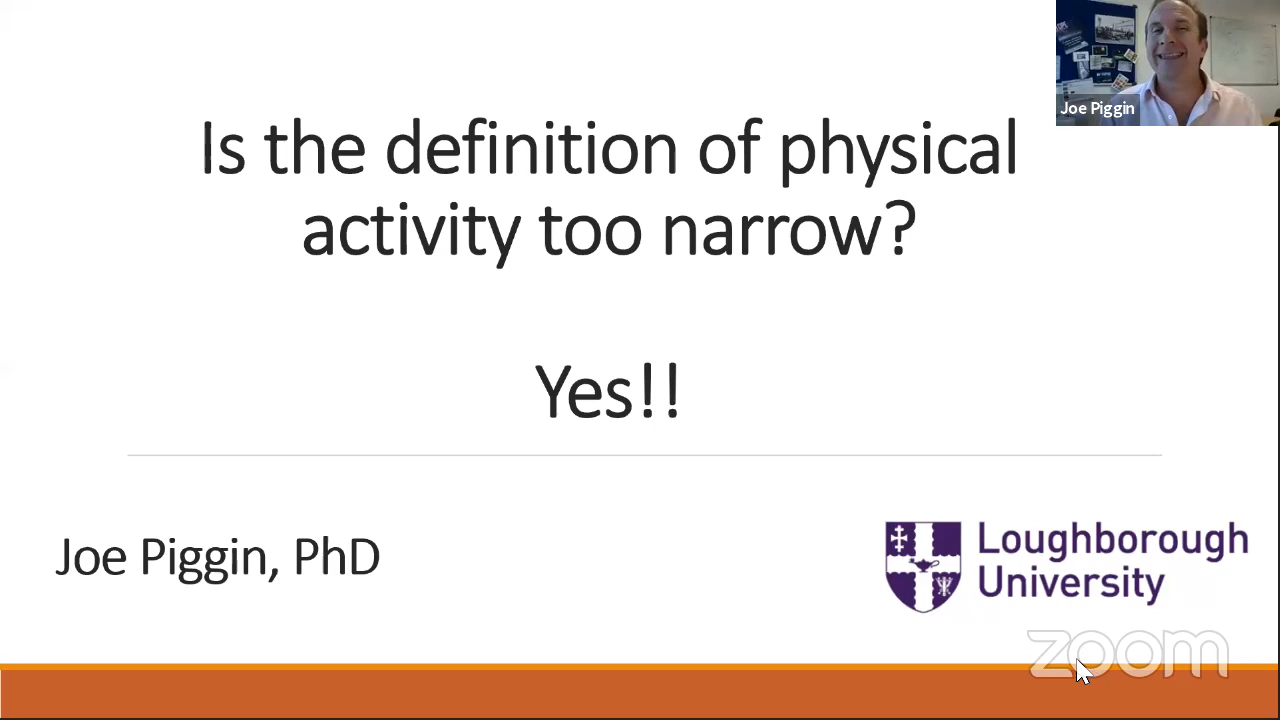 Joe Piggin
Is the definition of physical
activity too narrow?
Yes!!
Joe Piggin, PhD
Loughborough
University
zoom